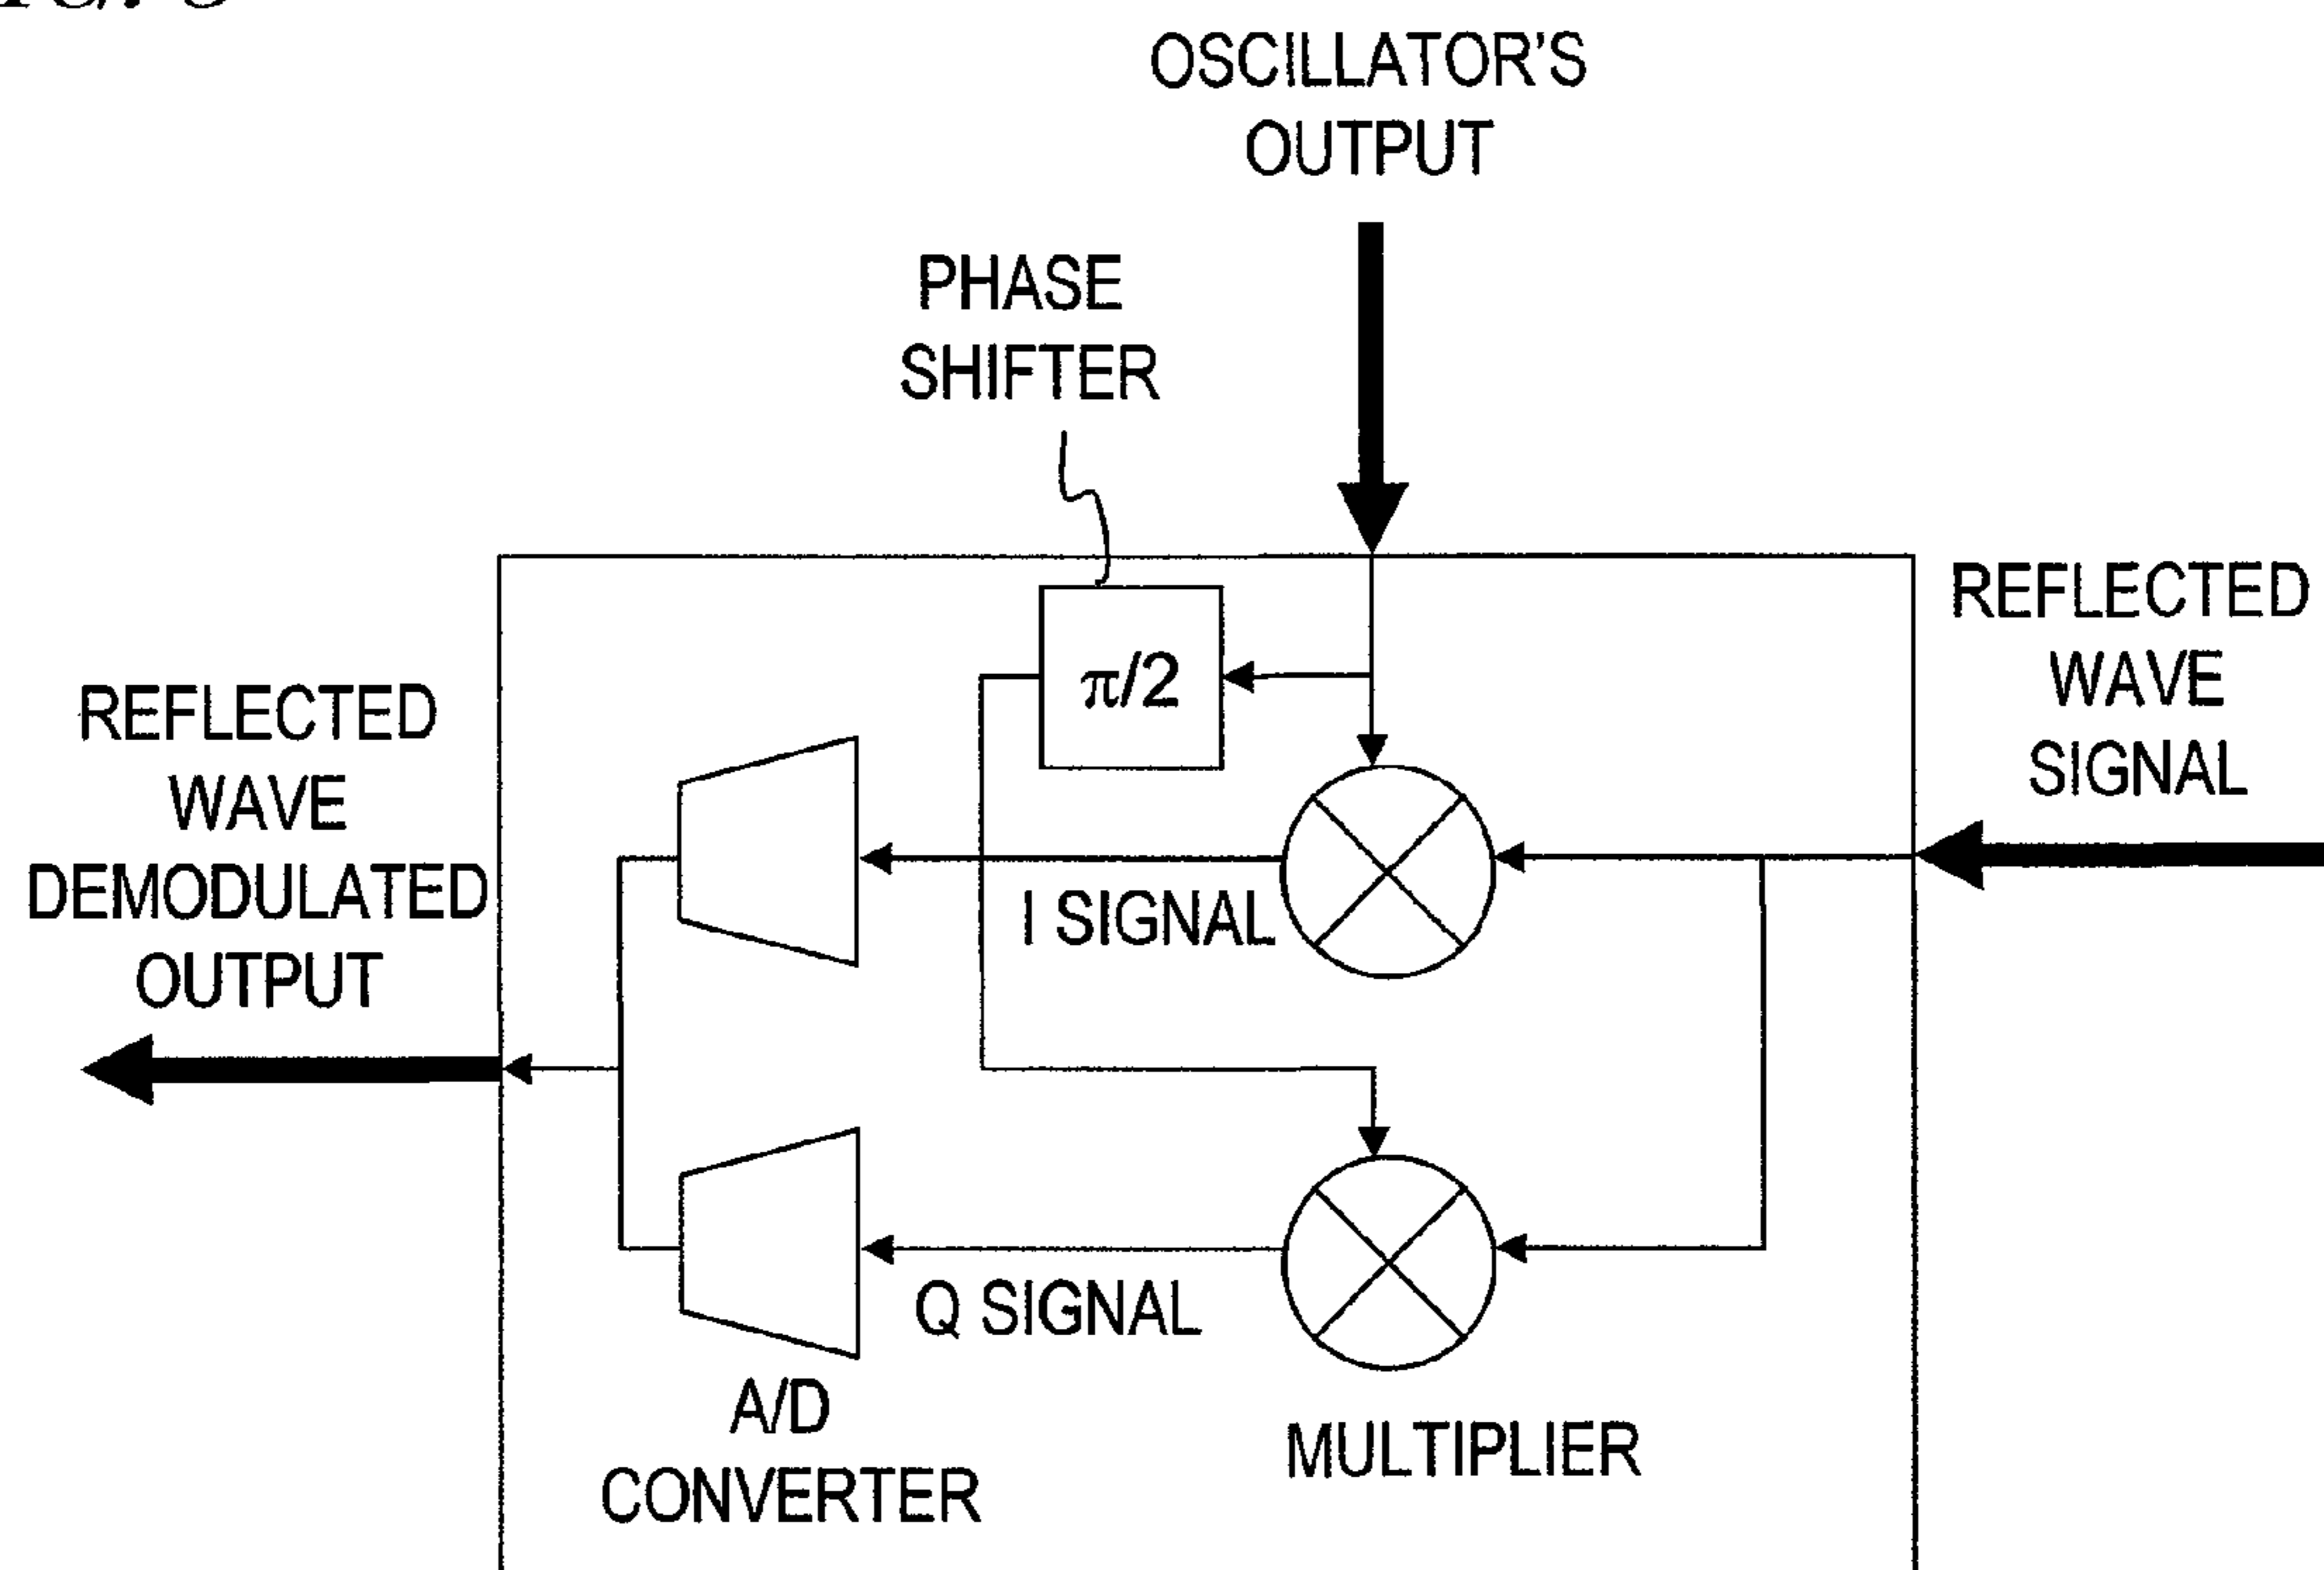 OSCILLATOR'S
OUTPUT
PHASE
SHIFTER
π/2
REFLECTED
WAVE
SIGNAL
REFLECTED
WAVE
DEMODULATED
OUTPUT
I SIGNAL
Q SIGNAL
A/D
CONVERTER
MULTIPLIER